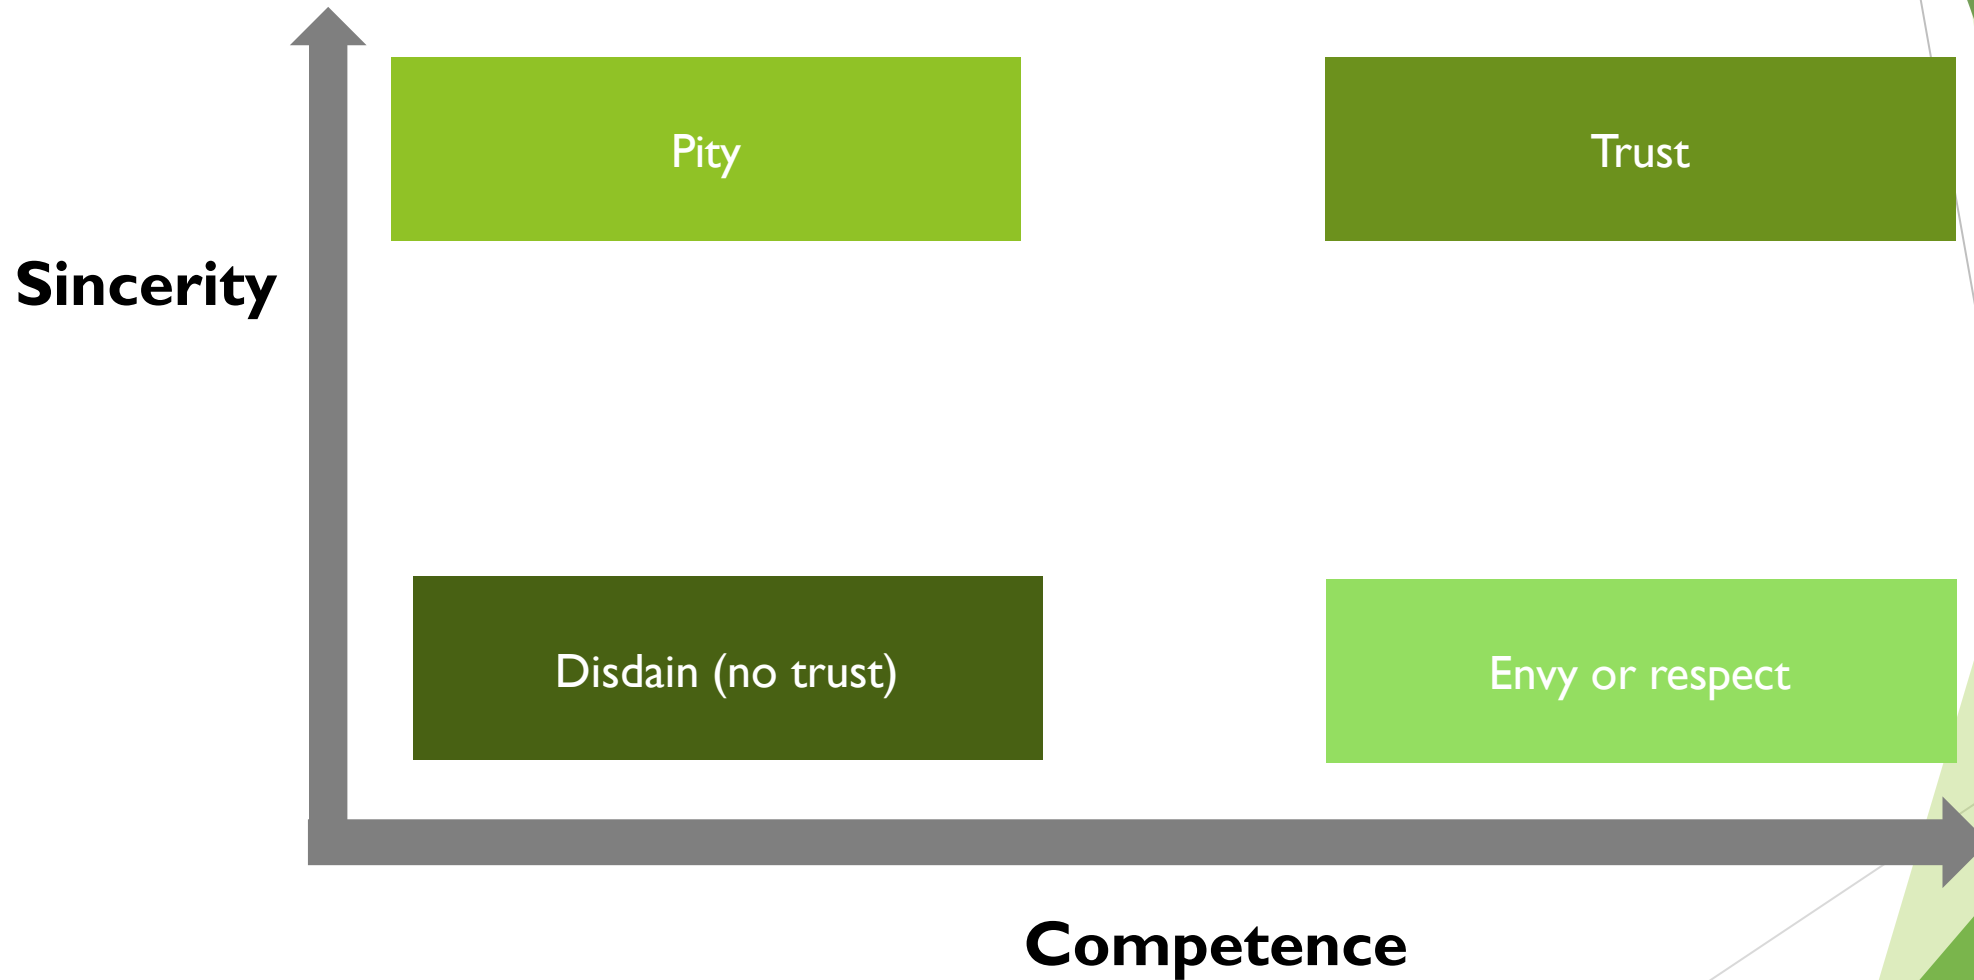 Pity
Trust
Sincerity
Disdain (no trust)
Envy or respect
Competence